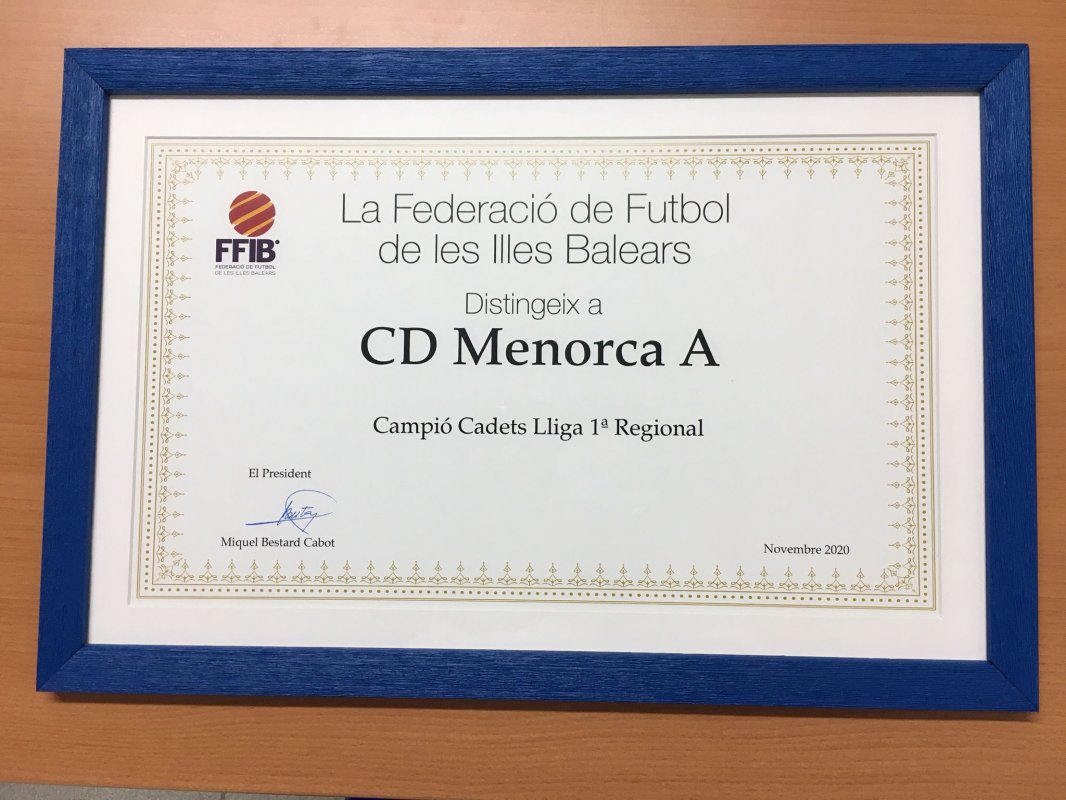 FFIB
FEDERACIÓ DE FUTBOL
DE LES ILLES BALEARS
La Federació de Futbol
de les Illes Balears
Distingeix a
CD Menorca A
Campió Cadets Lliga 1ª Regional
El President
Miquel Bestard Cabot
Novembre 2020